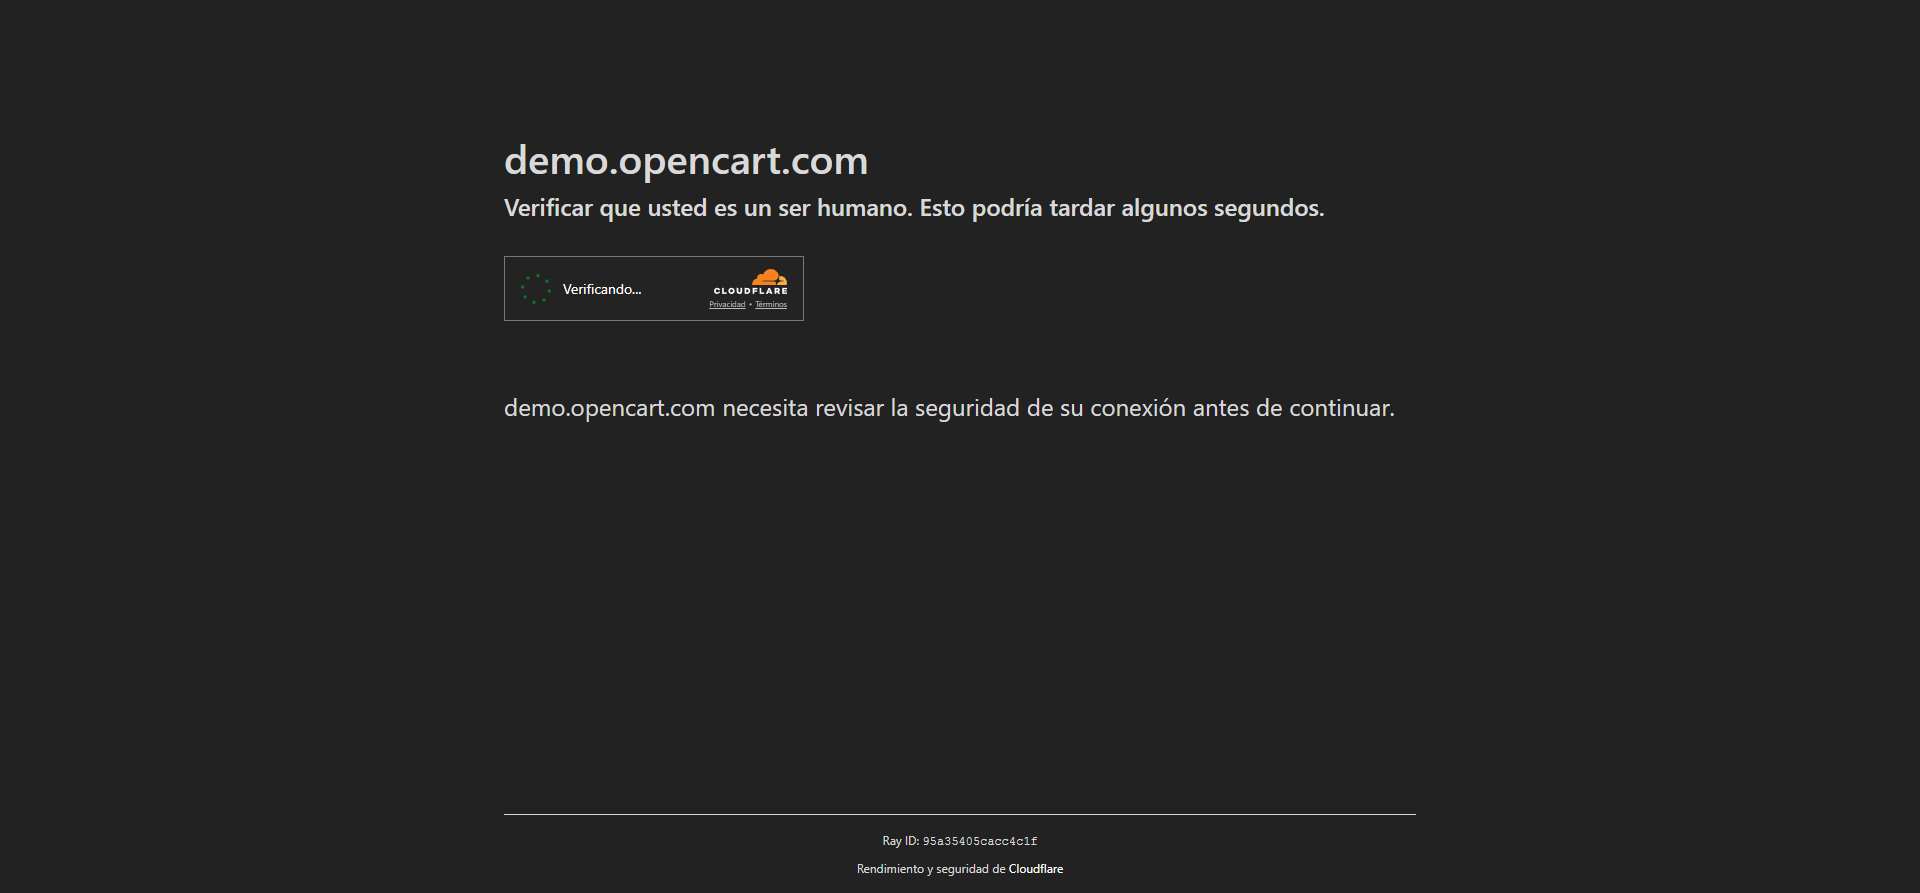 demo.opencart.com
Verificar que usted es un ser humano. Esto podría tardar algunos segundos.
Verificando...
CLOUDFLARE
Privacidad • Términos
demo.opencart.com necesita revisar la seguridad de su conexión antes de continuar.
Ray ID: 95a35405cacc4c1f
Rendimiento y seguridad de Cloudflare